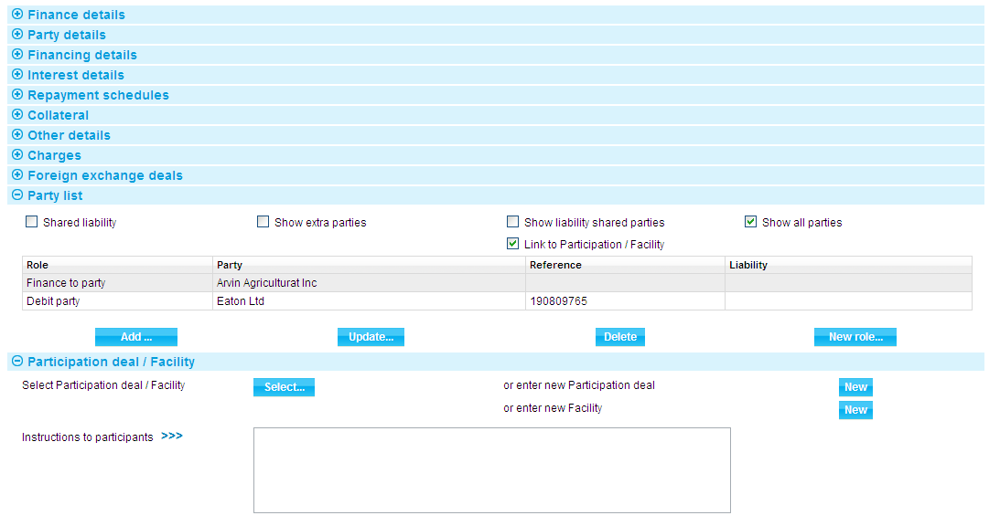 Finance details
Party details
Financing details
Interest details
Repayment schedules
Collateral
Other details
Charges
Foreign exchange deals
Party list
Shared liability Show extra parties Show liability shared parties Show all parties
Link to Participation / Facility
Role Party Reference Liability
Finance to party Arvin Agriculturat Inc
Debit party Eaton Ltd 190809765
Add ... Update... Delete New role...
Participation deal / Facility
Select Participation deal / Facility Select... or enter new Participation deal New
or enter new Facility New
Instructions to participants >>>